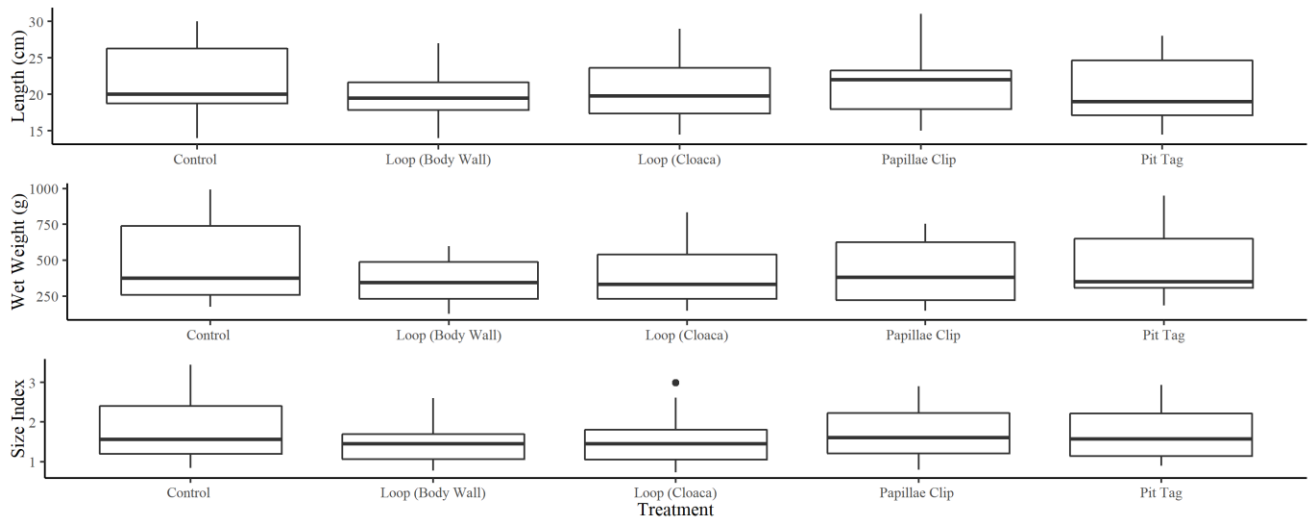 Length (cm)
30
25
20
15
Control Loop (Body Wall) Loop (Cloaca) Papillae Clip Pit Tag
Wet Weight (g)
1000
750
500
250
Control Loop (Body Wall) Loop (Cloaca) Papillae Clip Pit Tag
Size Index
3
2
1
Control Loop (Body Wall) Loop (Cloaca) Papillae Clip Pit Tag
Treatment